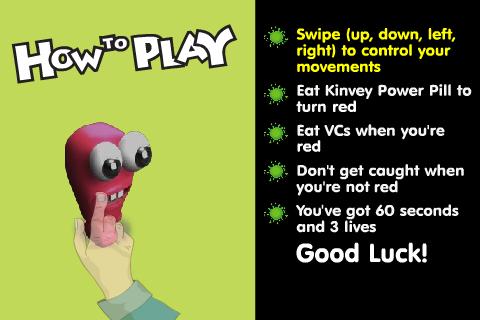 How to Play
Swipe (up, down, left,
right) to control your
movements
Eat Kinvey Power Pill to
turn red
Eat VCs when you're
red
Don't get caught when
you're not red
You've got 60 seconds
and 3 lives
Good Luck!